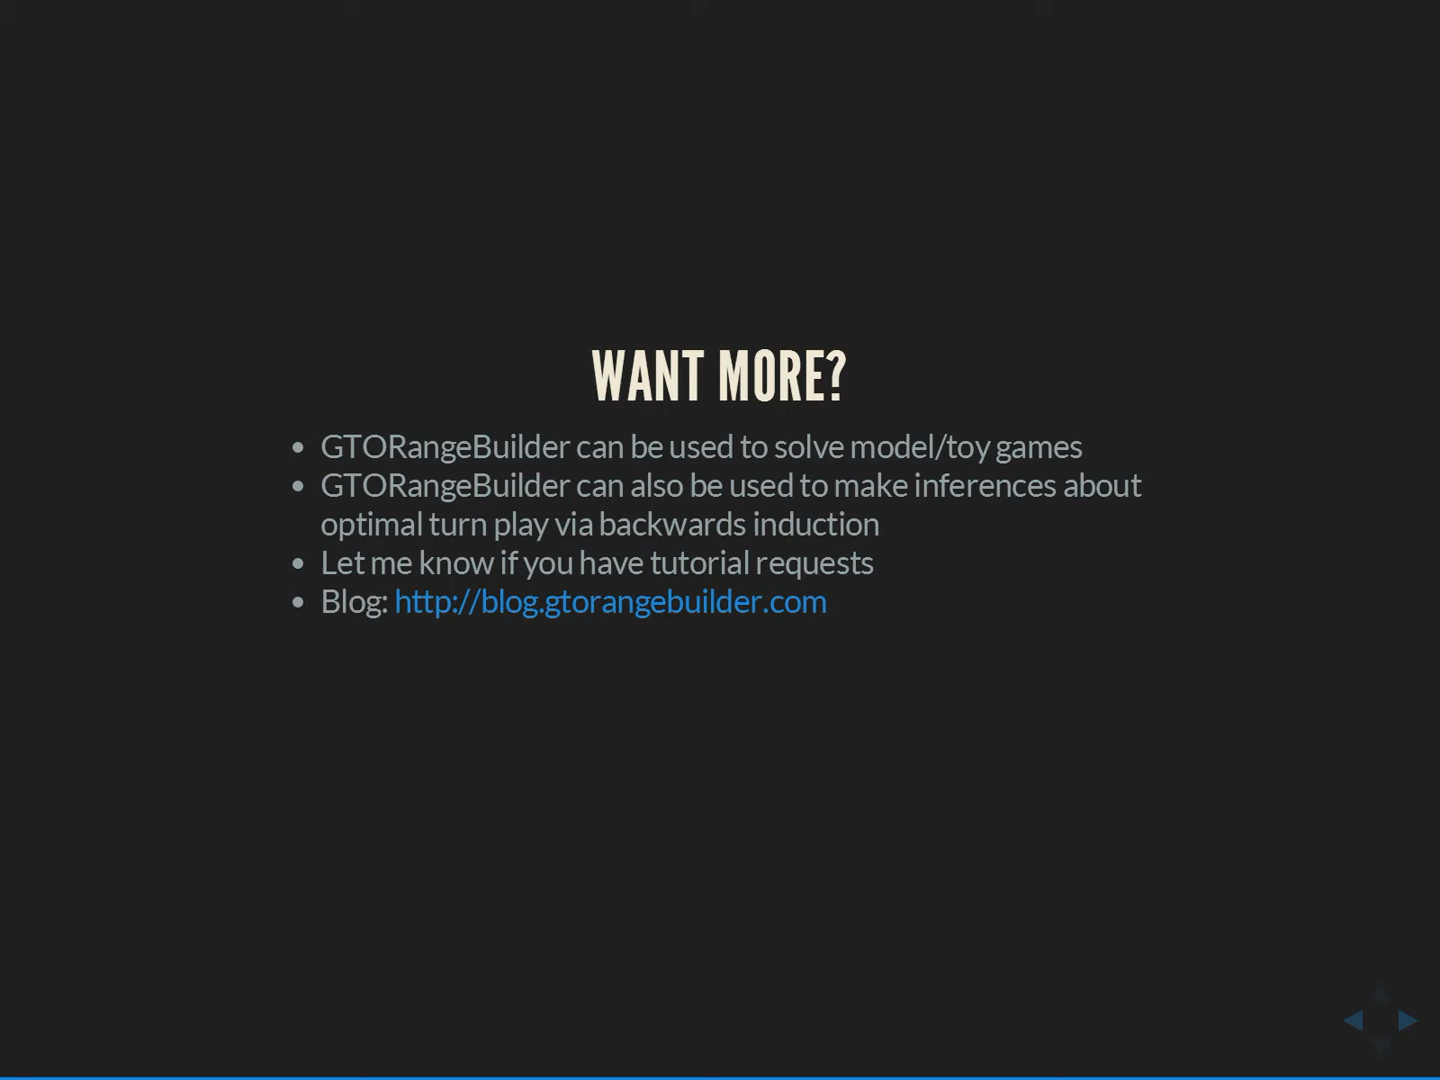 WANT MORE?
• GTORangeBuilder can be used to solve model/toy games
• GTORangeBuilder can also be used to make inferences about
optimal turn play via backwards induction
• Let me know if you have tutorial requests
• Blog: http://blog.gtorangebuilder.com